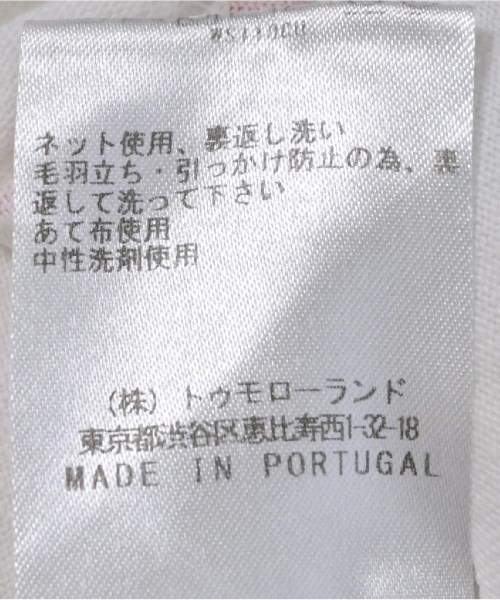 ネット使用、裏返し洗い
毛羽立ち・引っかけ防止の為、裏
返して洗って下さい
あて布使用
中性洗剤使用
(株) トゥモローランド
東京都渋谷区恵比寿西1-32-18
MADE IN PORTUGAL